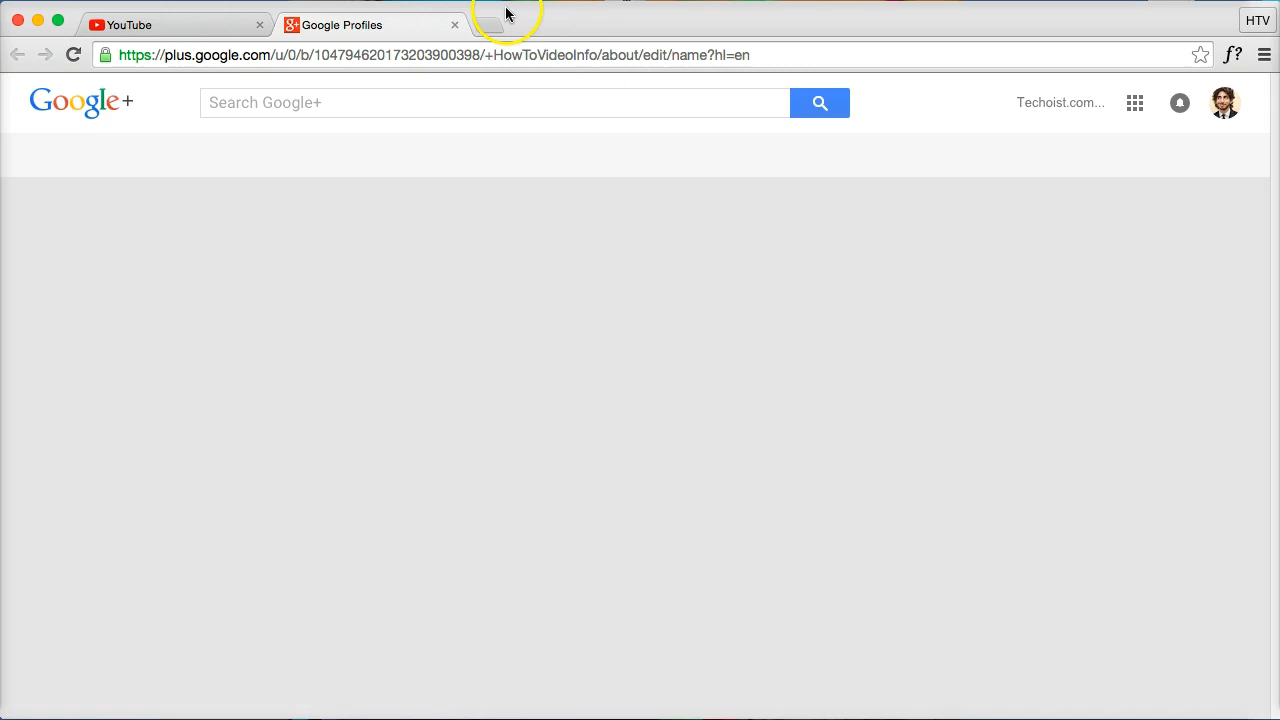 YouTube
Google Profiles
HTV
https://plus.google.com/u/0/b/104794620173203900398/+HowToVideoInfo/about/edit/name?hl=en
f?
Google+
Search Google+
Techoist.com...